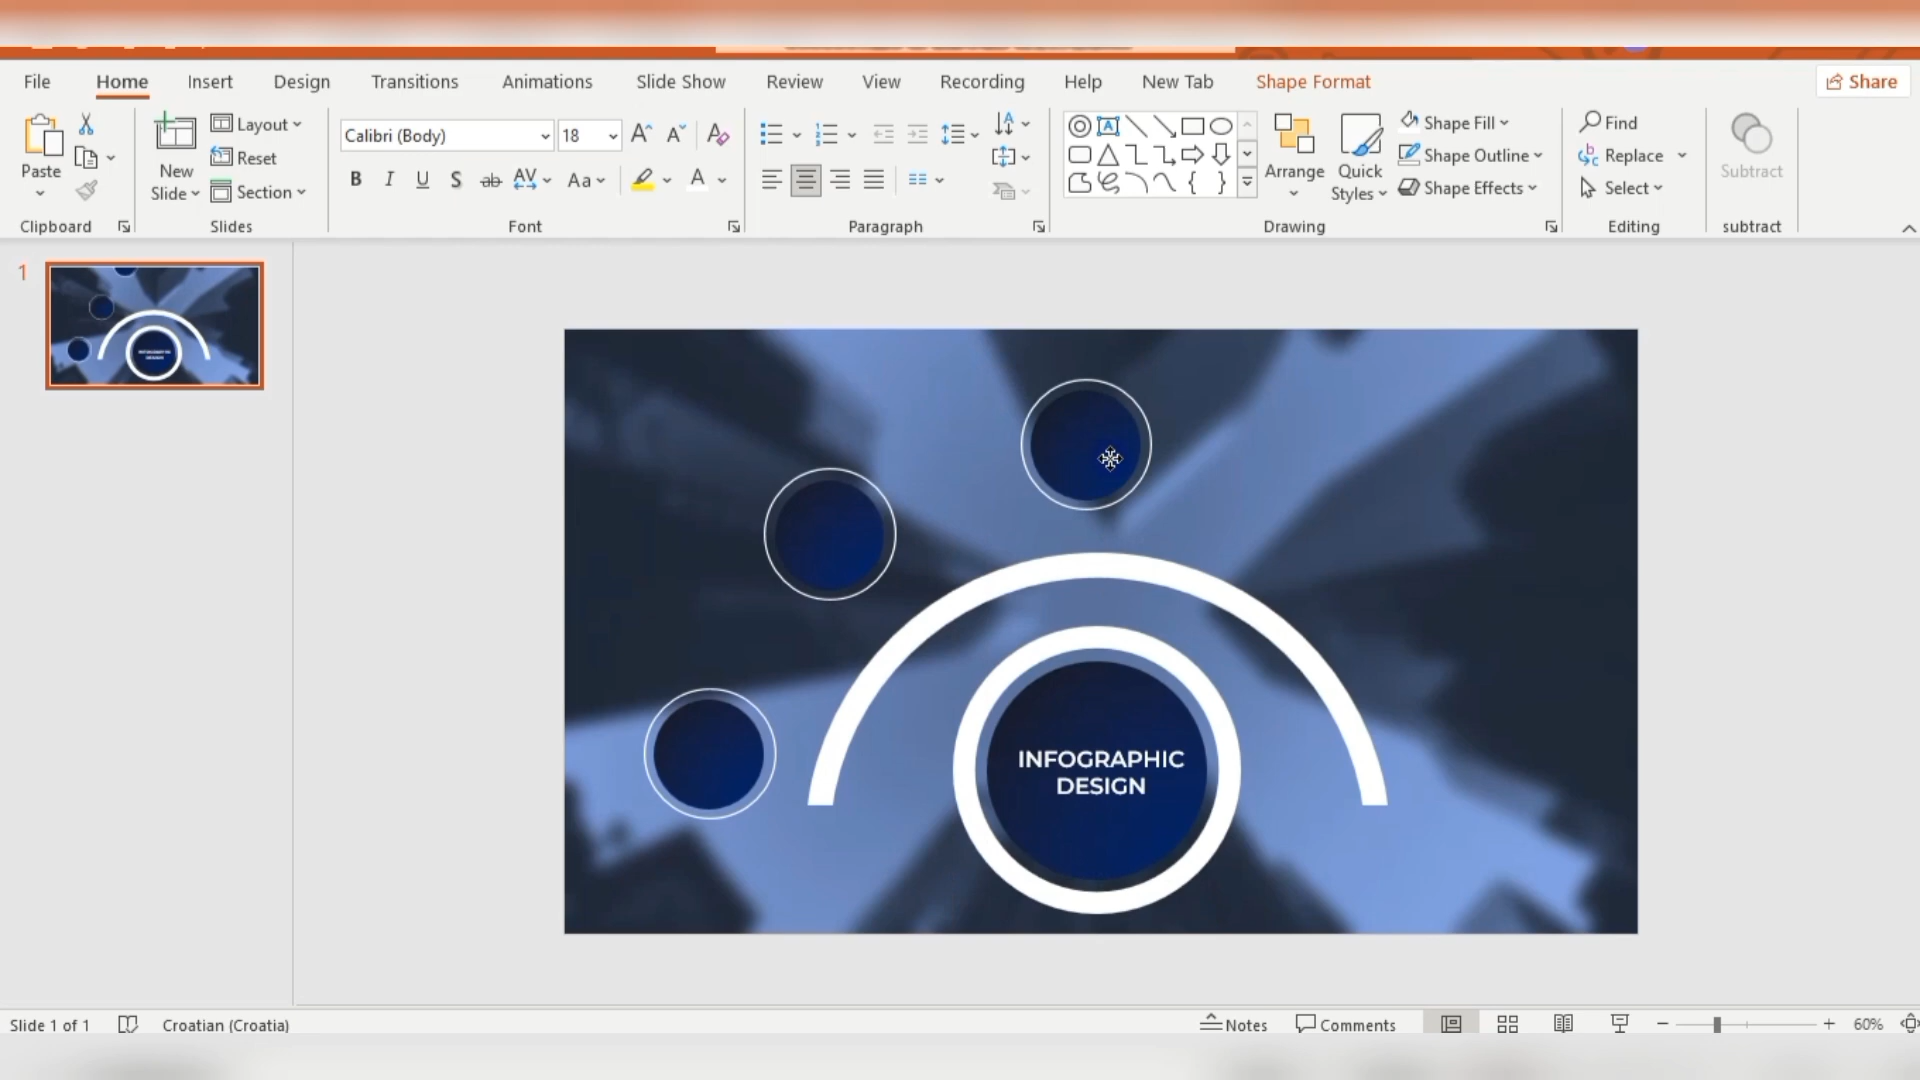 File Home Insert Design Transitions Animations Slide Show Review View Recording Help New Tab Shape Format Share
Paste
New
Slide
Layout
Reset
Section
Calibri (Body) 18
B I U S ab AV Aa A
Arrange
Quick
Styles
Shape Fill
Shape Outline
Shape Effects
Find
Replace
Select
Subtract
Clipboard Slides Font Paragraph Drawing Editing subtract
1
INFOGRAPHIC
DESIGN
Slide 1 of 1 Croatian (Croatia) Notes Comments 60%